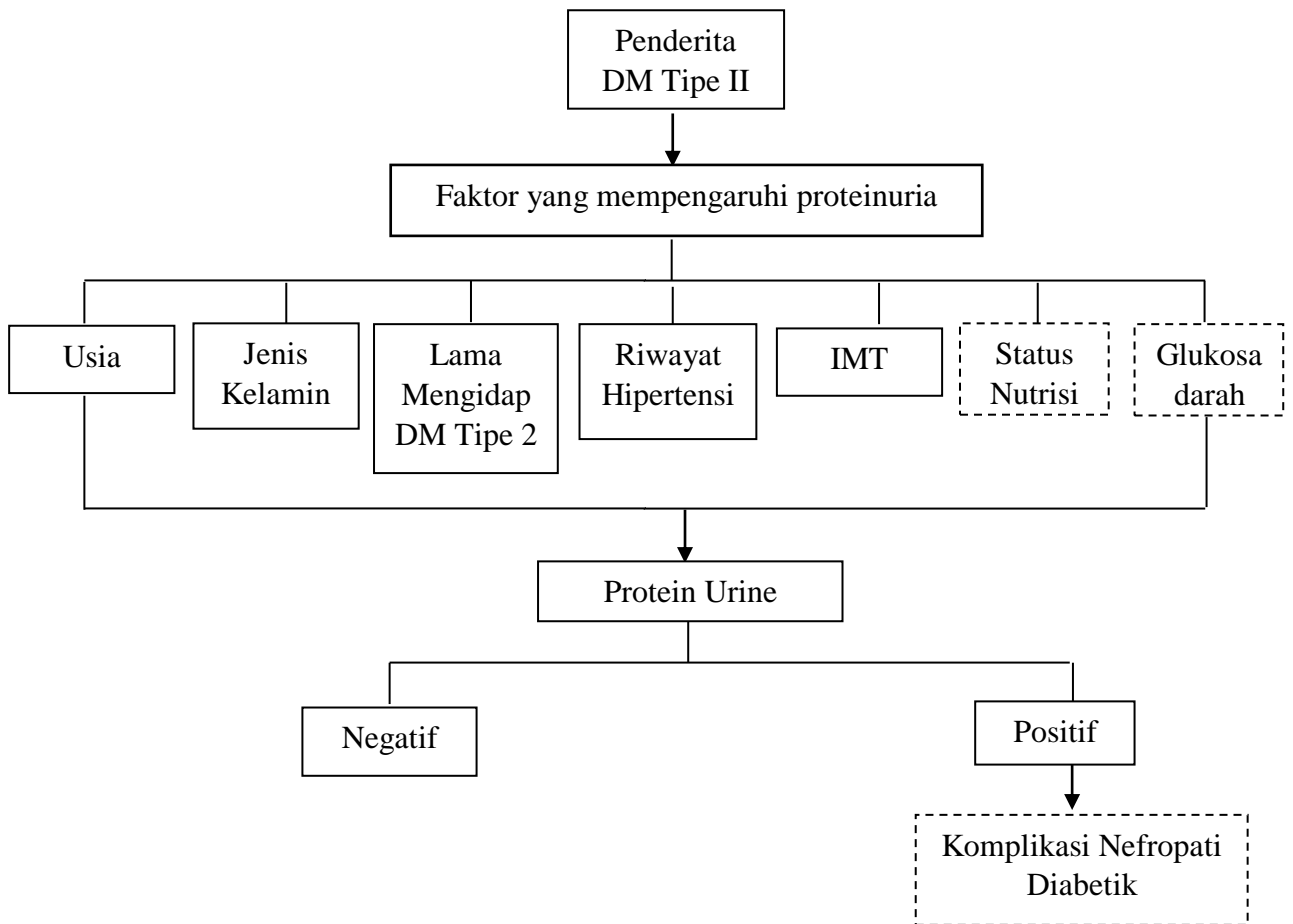 Penderita
DM Tipe II
Faktor yang mempengaruhi proteinuria
Usia
Jenis
Kelamin
Lama
Mengidap
DM Tipe 2
Riwayat
Hipertensi
IMT
Status
Nutrisi
Glukosa
darah
Protein Urine
Negatif
Positif
Komplikasi Nefropati
Diabetik